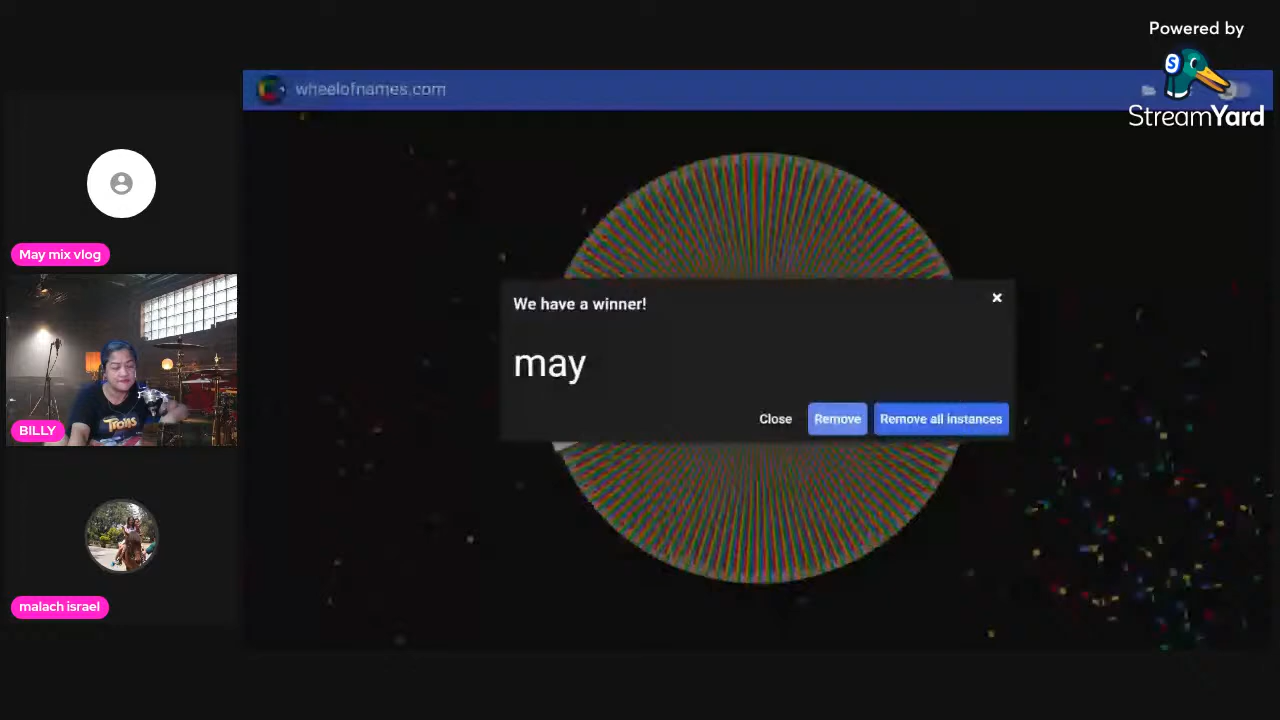 Powered by
StreamYard
wheelofnames.com
May mix vlog
We have a winner!
may
Close
Remove
Remove all instances
BILLY
malach israel